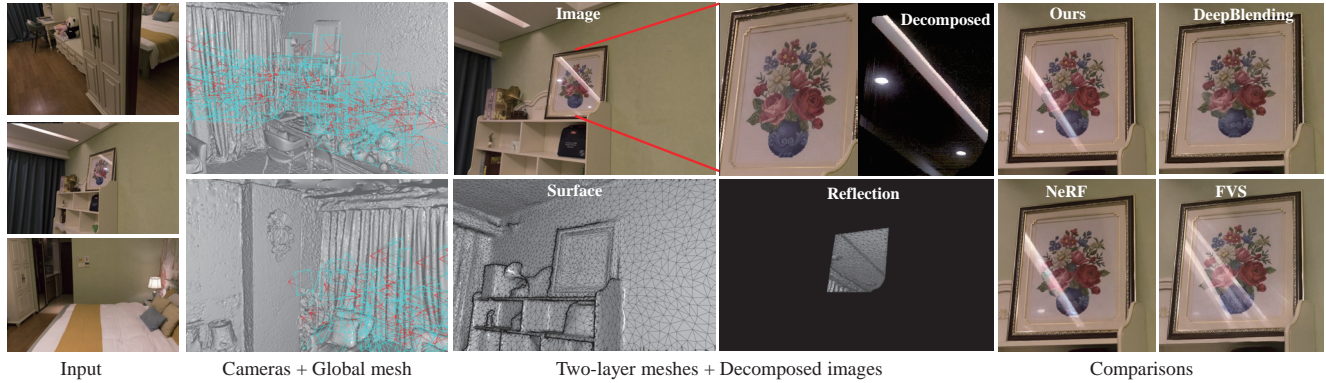 Image
Decomposed
Ours
DeepBlending
Surface
Reflection
NeRF
FVS
Input
Cameras + Global mesh
Two-layer meshes + Decomposed images
Comparisons